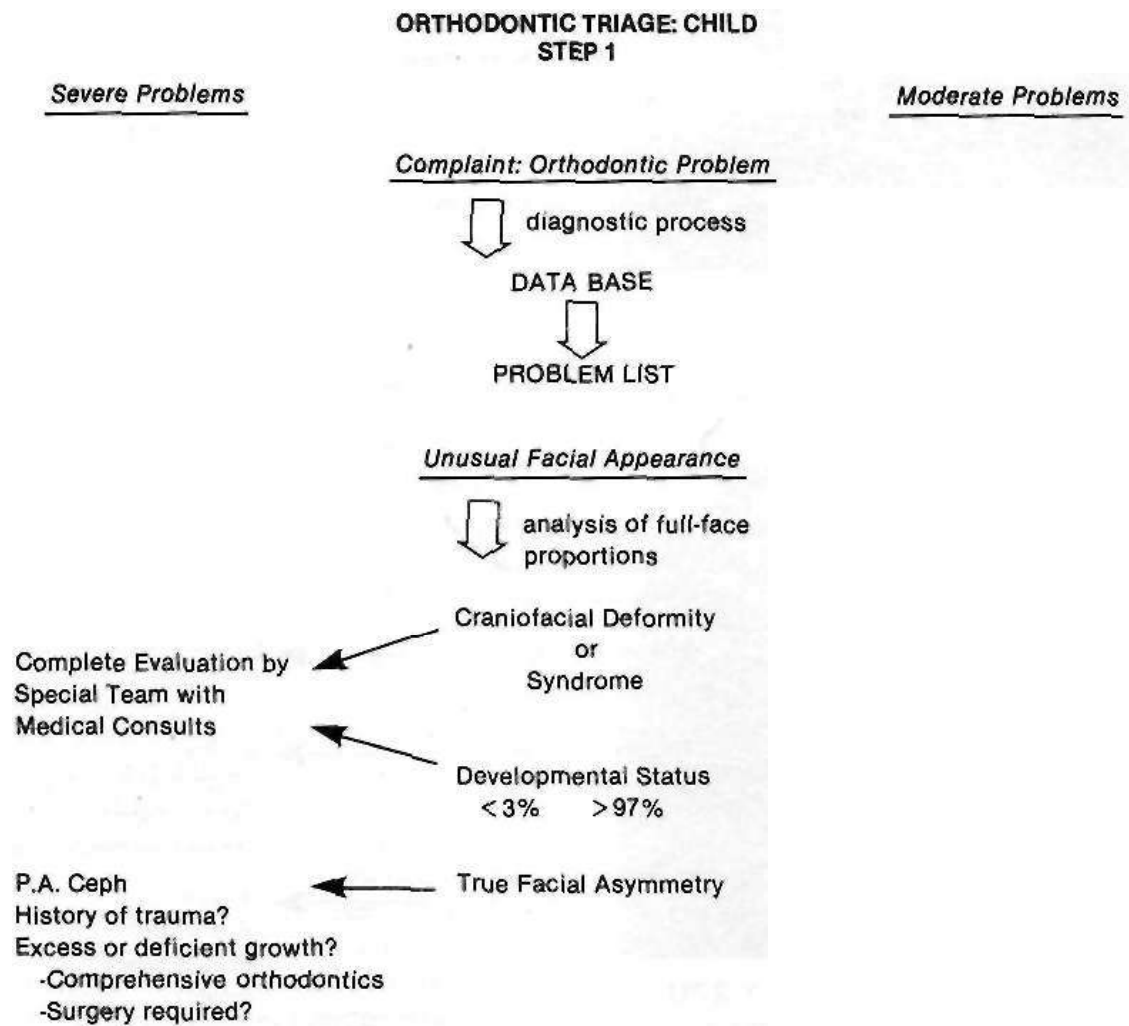 ORTHODONTIC TRIAGE: CHILD
STEP 1
Severe Problems
Moderate Problems
Complaint: Orthodontic Problem
diagnostic process
DATA BASE
PROBLEM LIST
Unusual Facial Appearance
analysis of full-face
proportions
Craniofacial Deformity
or
Syndrome
Complete Evaluation by
Special Team with
Medical Consults
Developmental Status
<3% >97%
P.A. Ceph
True Facial Asymmetry
History of trauma?
Excess or deficient growth?
-Comprehensive orthodontics
-Surgery required?